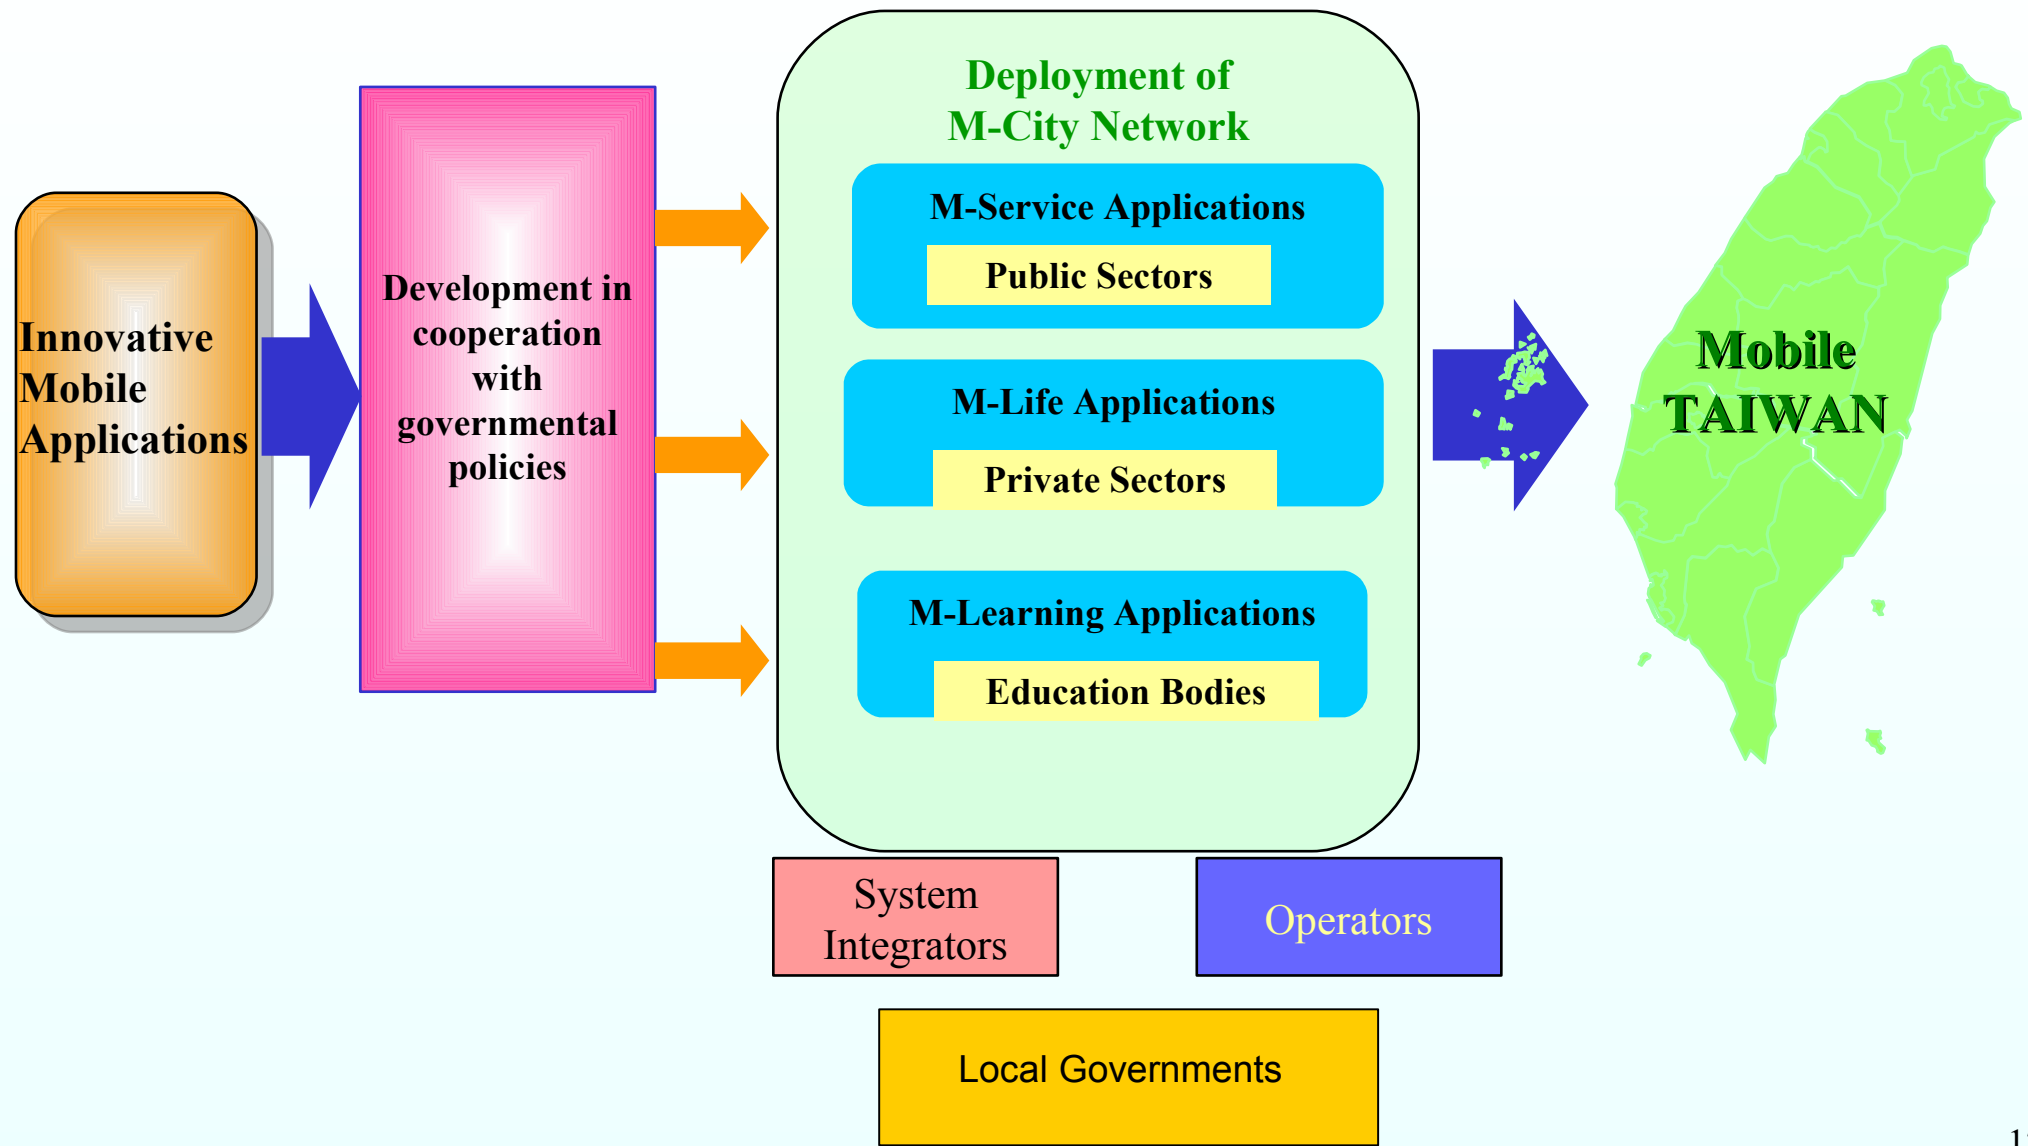 Innovative
Mobile
Applications
Development in
cooperation
with
governmental
policies
Deployment of
M-City Network
M-Service Applications
Public Sectors
M-Life Applications
Private Sectors
M-Learning Applications
Education Bodies
Mobile
TAIWAN
System
Integrators
Operators
Local Governments